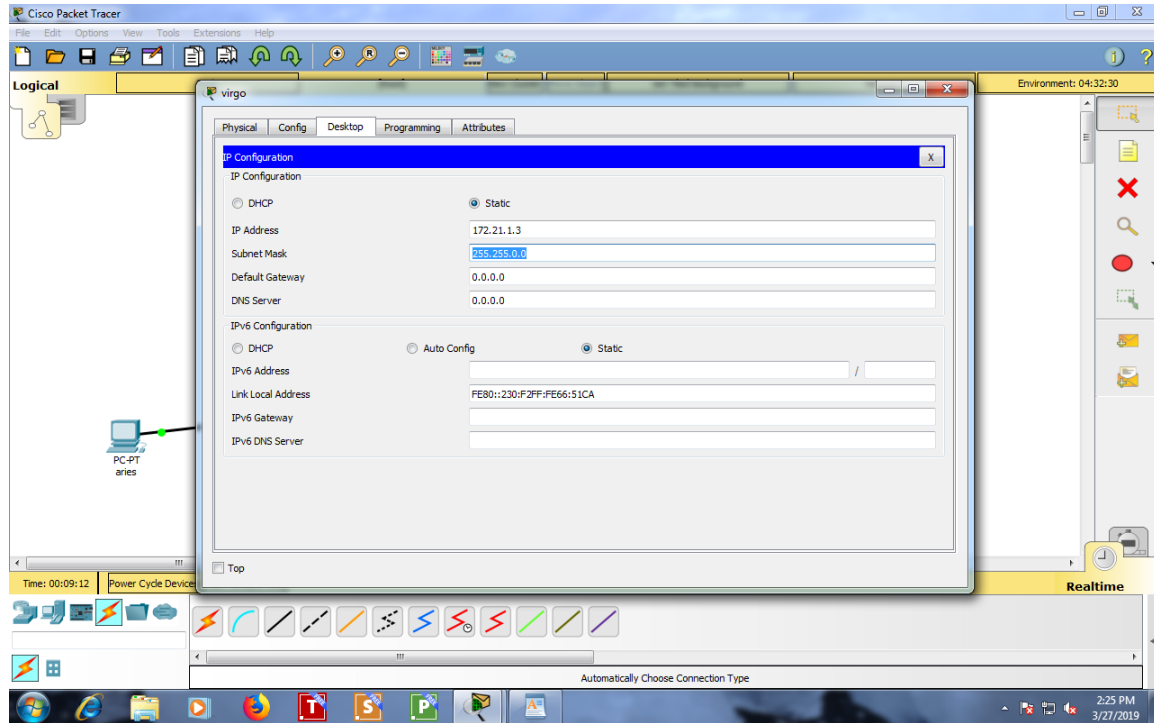 Cisco Packet Tracer
File Edit Options View Tools Extensions Help
Logical
Environment: 04:32:30
virgo
Physical Config Desktop Programming Attributes
IP Configuration X
IP Configuration
DHCP Static
IP Address 172.21.1.3
Subnet Mask 255.255.0.0
Default Gateway 0.0.0.0
DNS Server 0.0.0.0
IPv6 Configuration
DHCP Auto Config Static
IPv6 Address /
Link Local Address FE80::230:F2FF:FE66:51CA
IPv6 Gateway
IPv6 DNS Server
PC-PT
aries
Top
Time: 00:09:12 Power Cycle Device
Realtime
Automatically Choose Connection Type
2:25 PM
3/27/2019